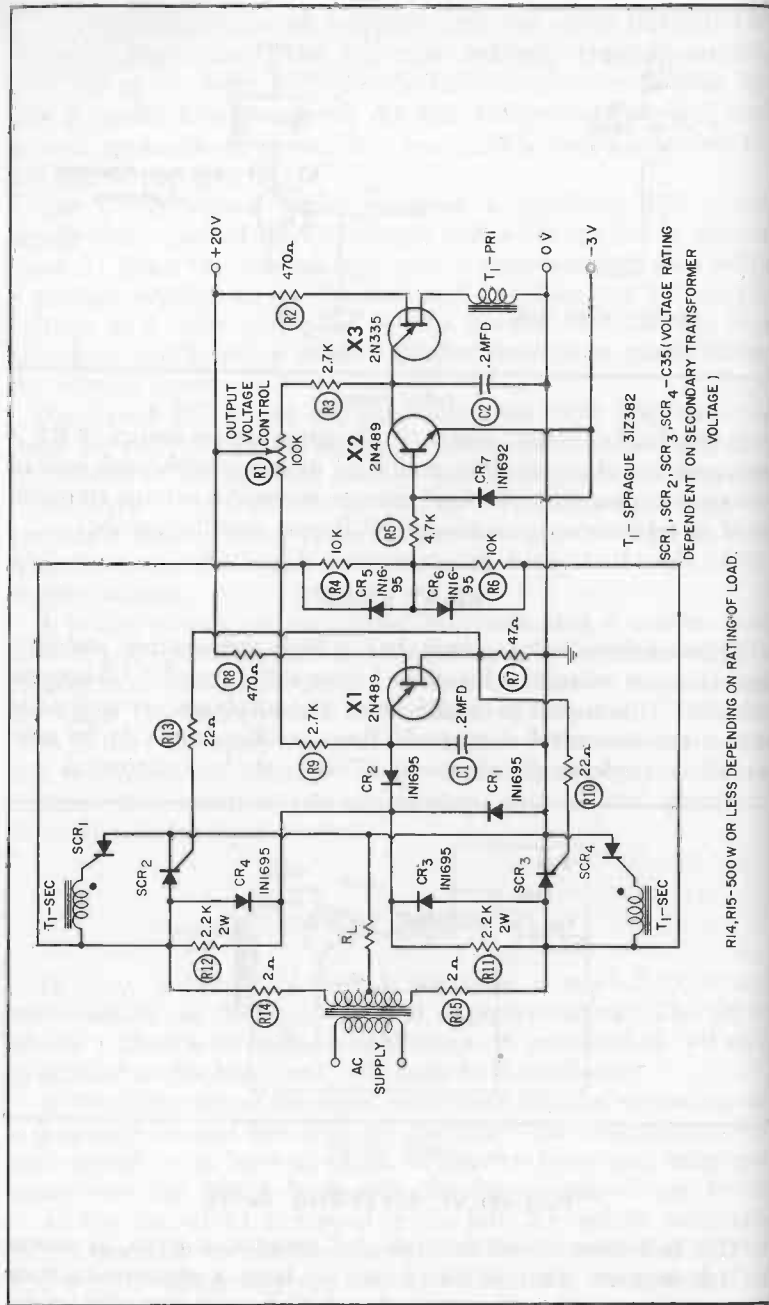 +20 V
470Ω
R2
OUTPUT
VOLTAGE
CONTROL
R1
100K
2.7K
R3
X3
2N335
T1-PRI
X2
2N489
.2MFD
C2
0 V
-3V
R5
4.7K
CR7
IN1692
R4
10K
CR5
IN16-
95
CR6
IN16-
95
10K
R6
R8
470Ω
X1
2N489
R7
47Ω
R13
22Ω
R9
2.7K
CR2
IN1695
C1
.2MFD
CR1
IN1695
22Ω
R10
SCR1
T1-SEC
SCR2
CR4
IN1695
R12
2.2K
2W
RL
CR3
IN1695
SCR3
SCR4
R11
2.2K
2W
T1-SEC
R14
2Ω
R15
2Ω
AC
SUPPLY
T1- SPRAGUE 31Z382
SCR1,SCR2,SCR3,SCR4-C35(VOLTAGE RATING
DEPENDENT ON SECONDARY TRANSFORMER
VOLTAGE)
R14,R15-500W OR LESS DEPENDING ON RATING OF LOAD.